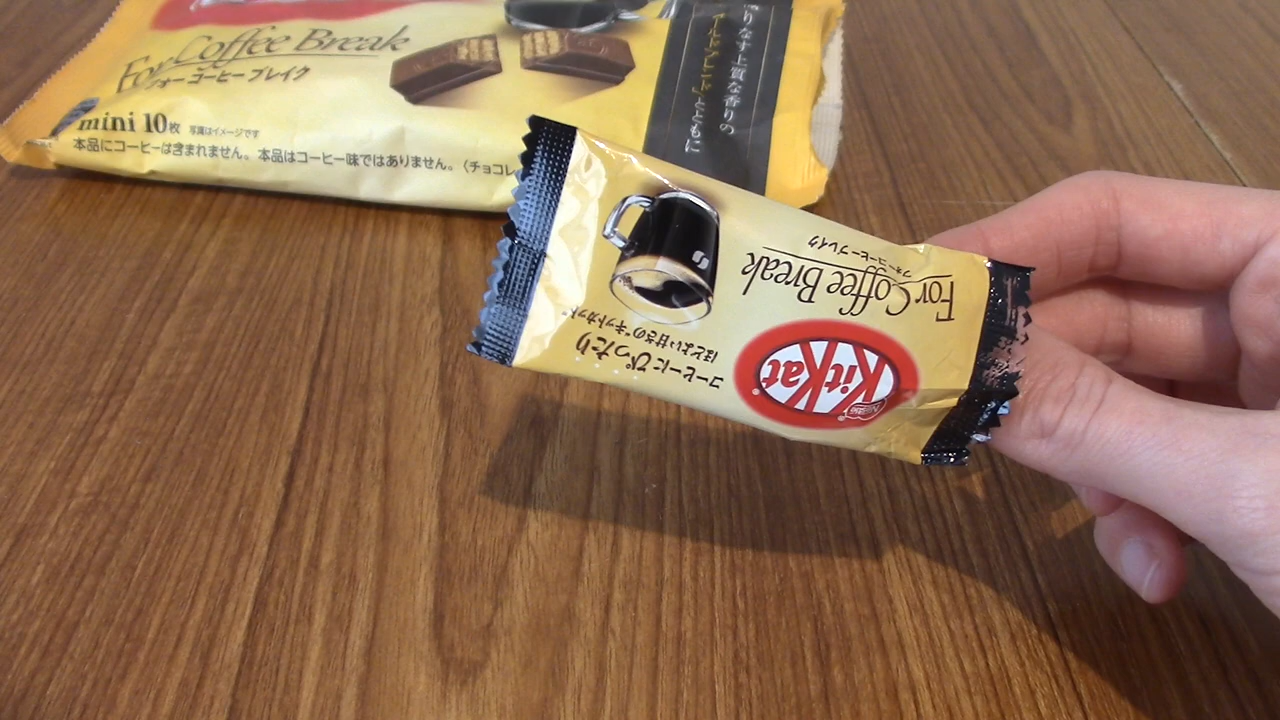 For Coffee Break
フォー コーヒー ブレイク
mini 10枚 写真はイメージです
本品にコーヒーは含まれません。本品はコーヒー味ではありません。〈チョコレ
りなす上質な香りの
とともに
Nestlé
KitKat
For Coffee Break
フォー コーヒー ブレイク
コーヒーにぴったり
ほどよい甘さの"キットカット"